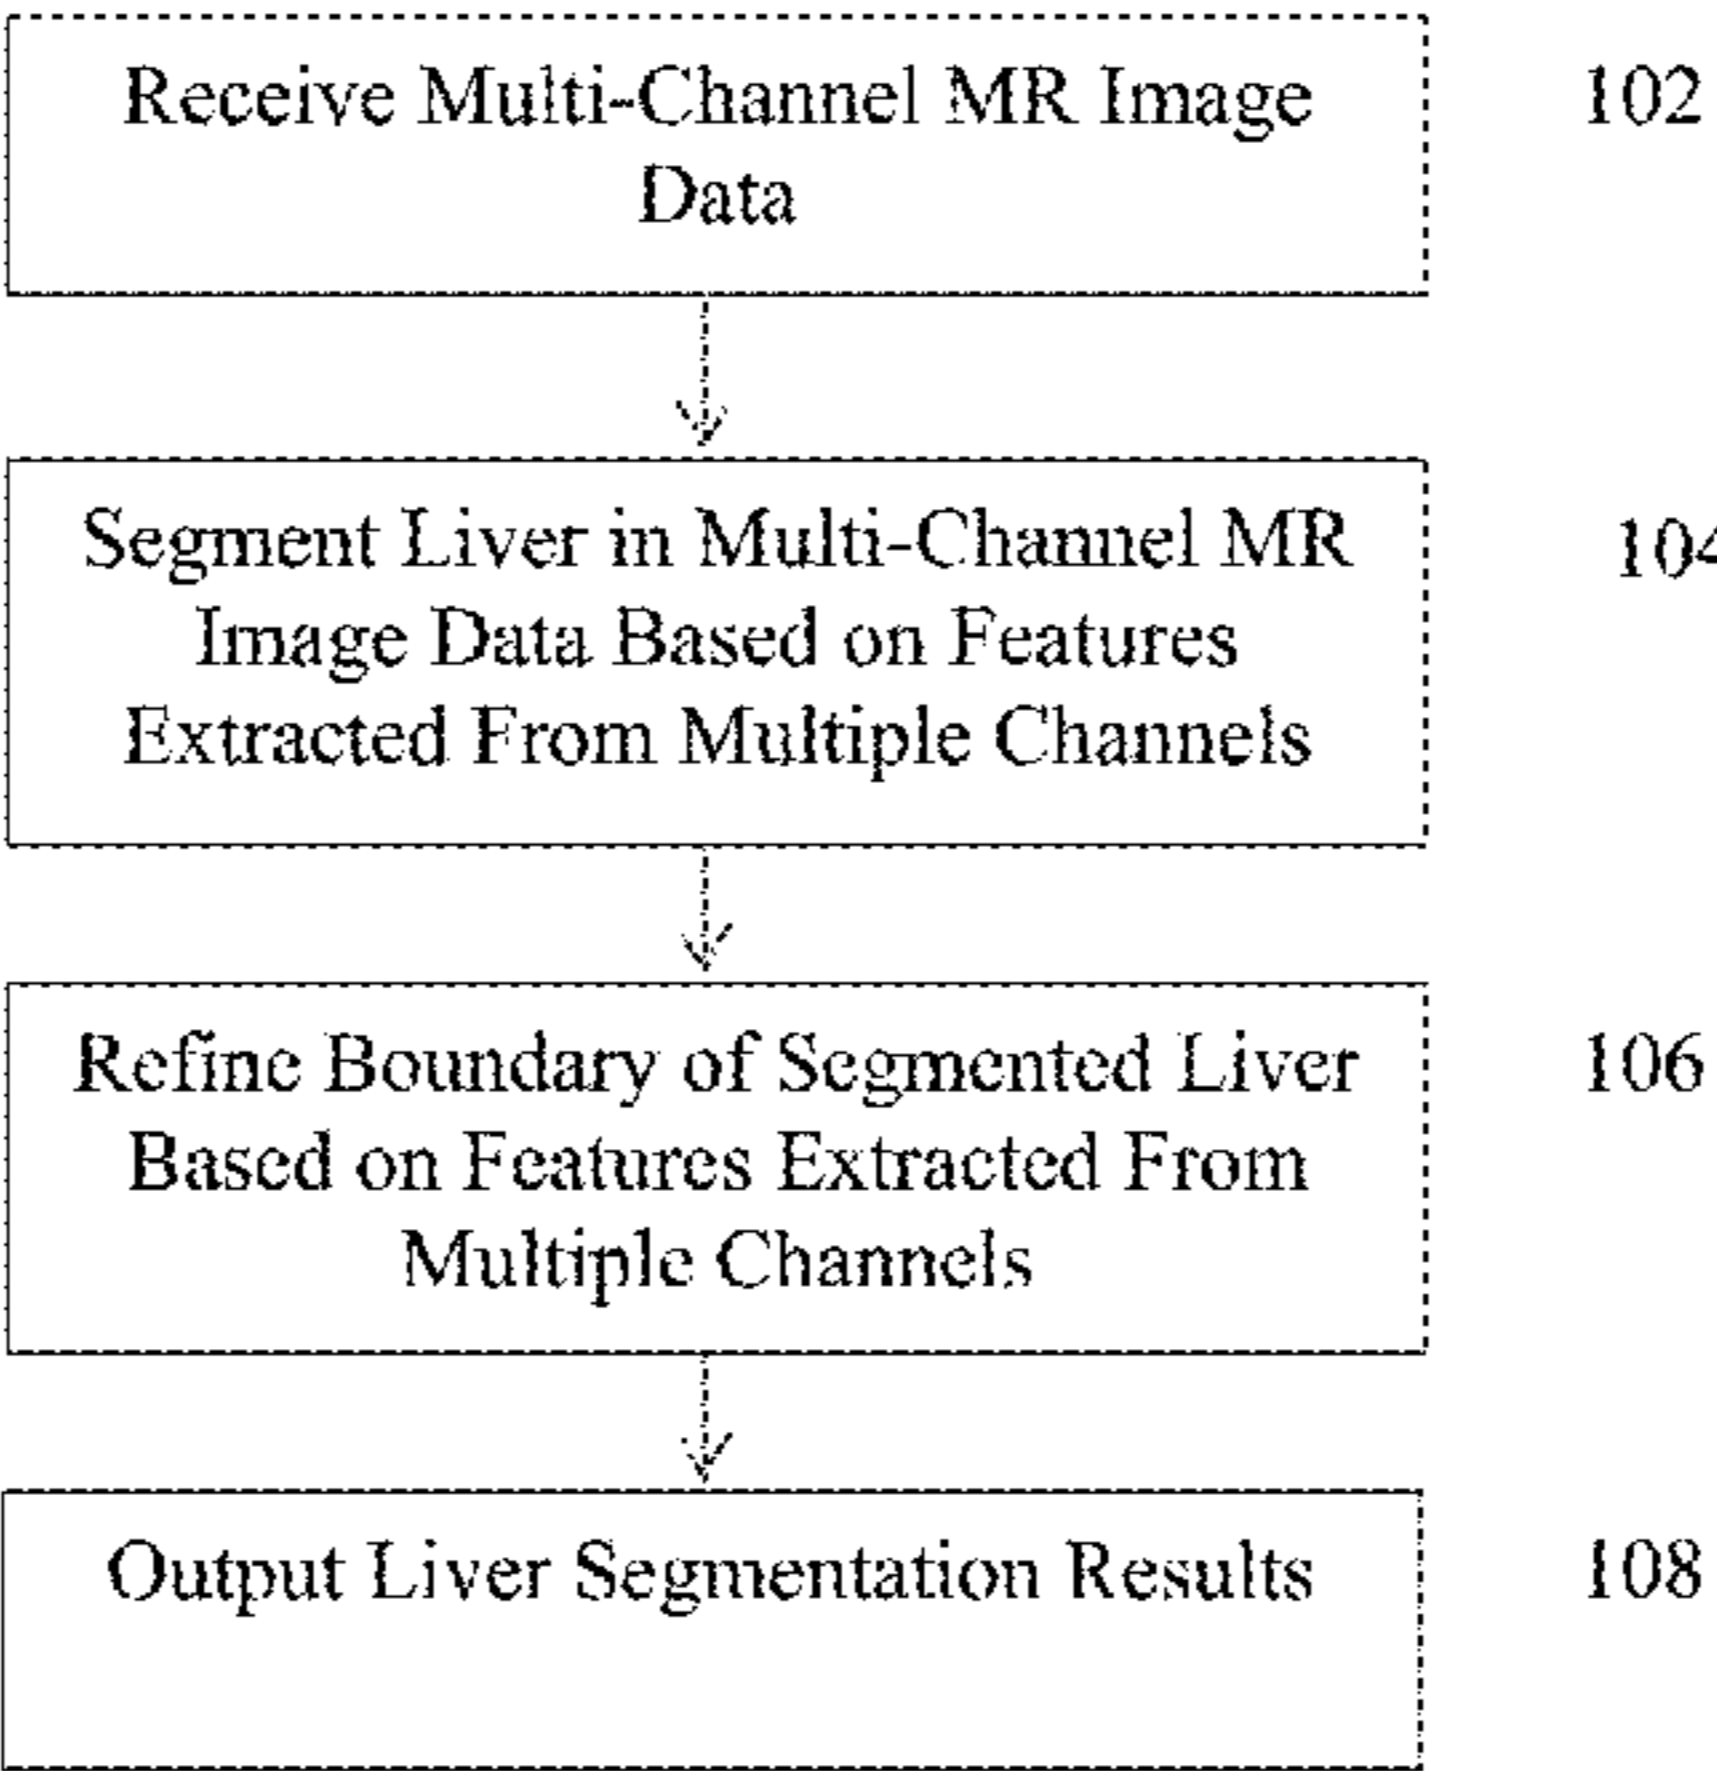 Receive Multi-Channel MR Image
Data
102
Segment Liver in Multi-Channel MR
Image Data Based on Features
Extracted From Multiple Channels
104
Refine Boundary of Segmented Liver
Based on Features Extracted From
Multiple Channels
106
Output Liver Segmentation Results
108